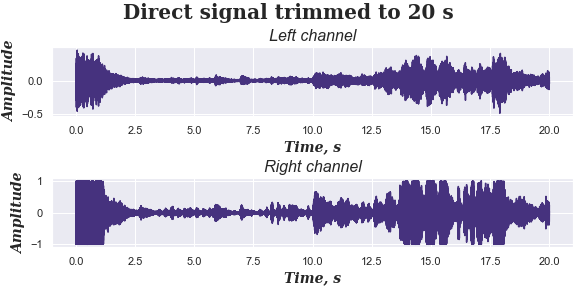 Direct signal trimmed to 20 s
Left channel
Amplitude
0.0
−0.5
0.0 2.5 5.0 7.5 10.0 12.5 15.0 17.5 20.0
Time, s
Right channel
Amplitude
1
0
−1
0.0 2.5 5.0 7.5 10.0 12.5 15.0 17.5 20.0
Time, s